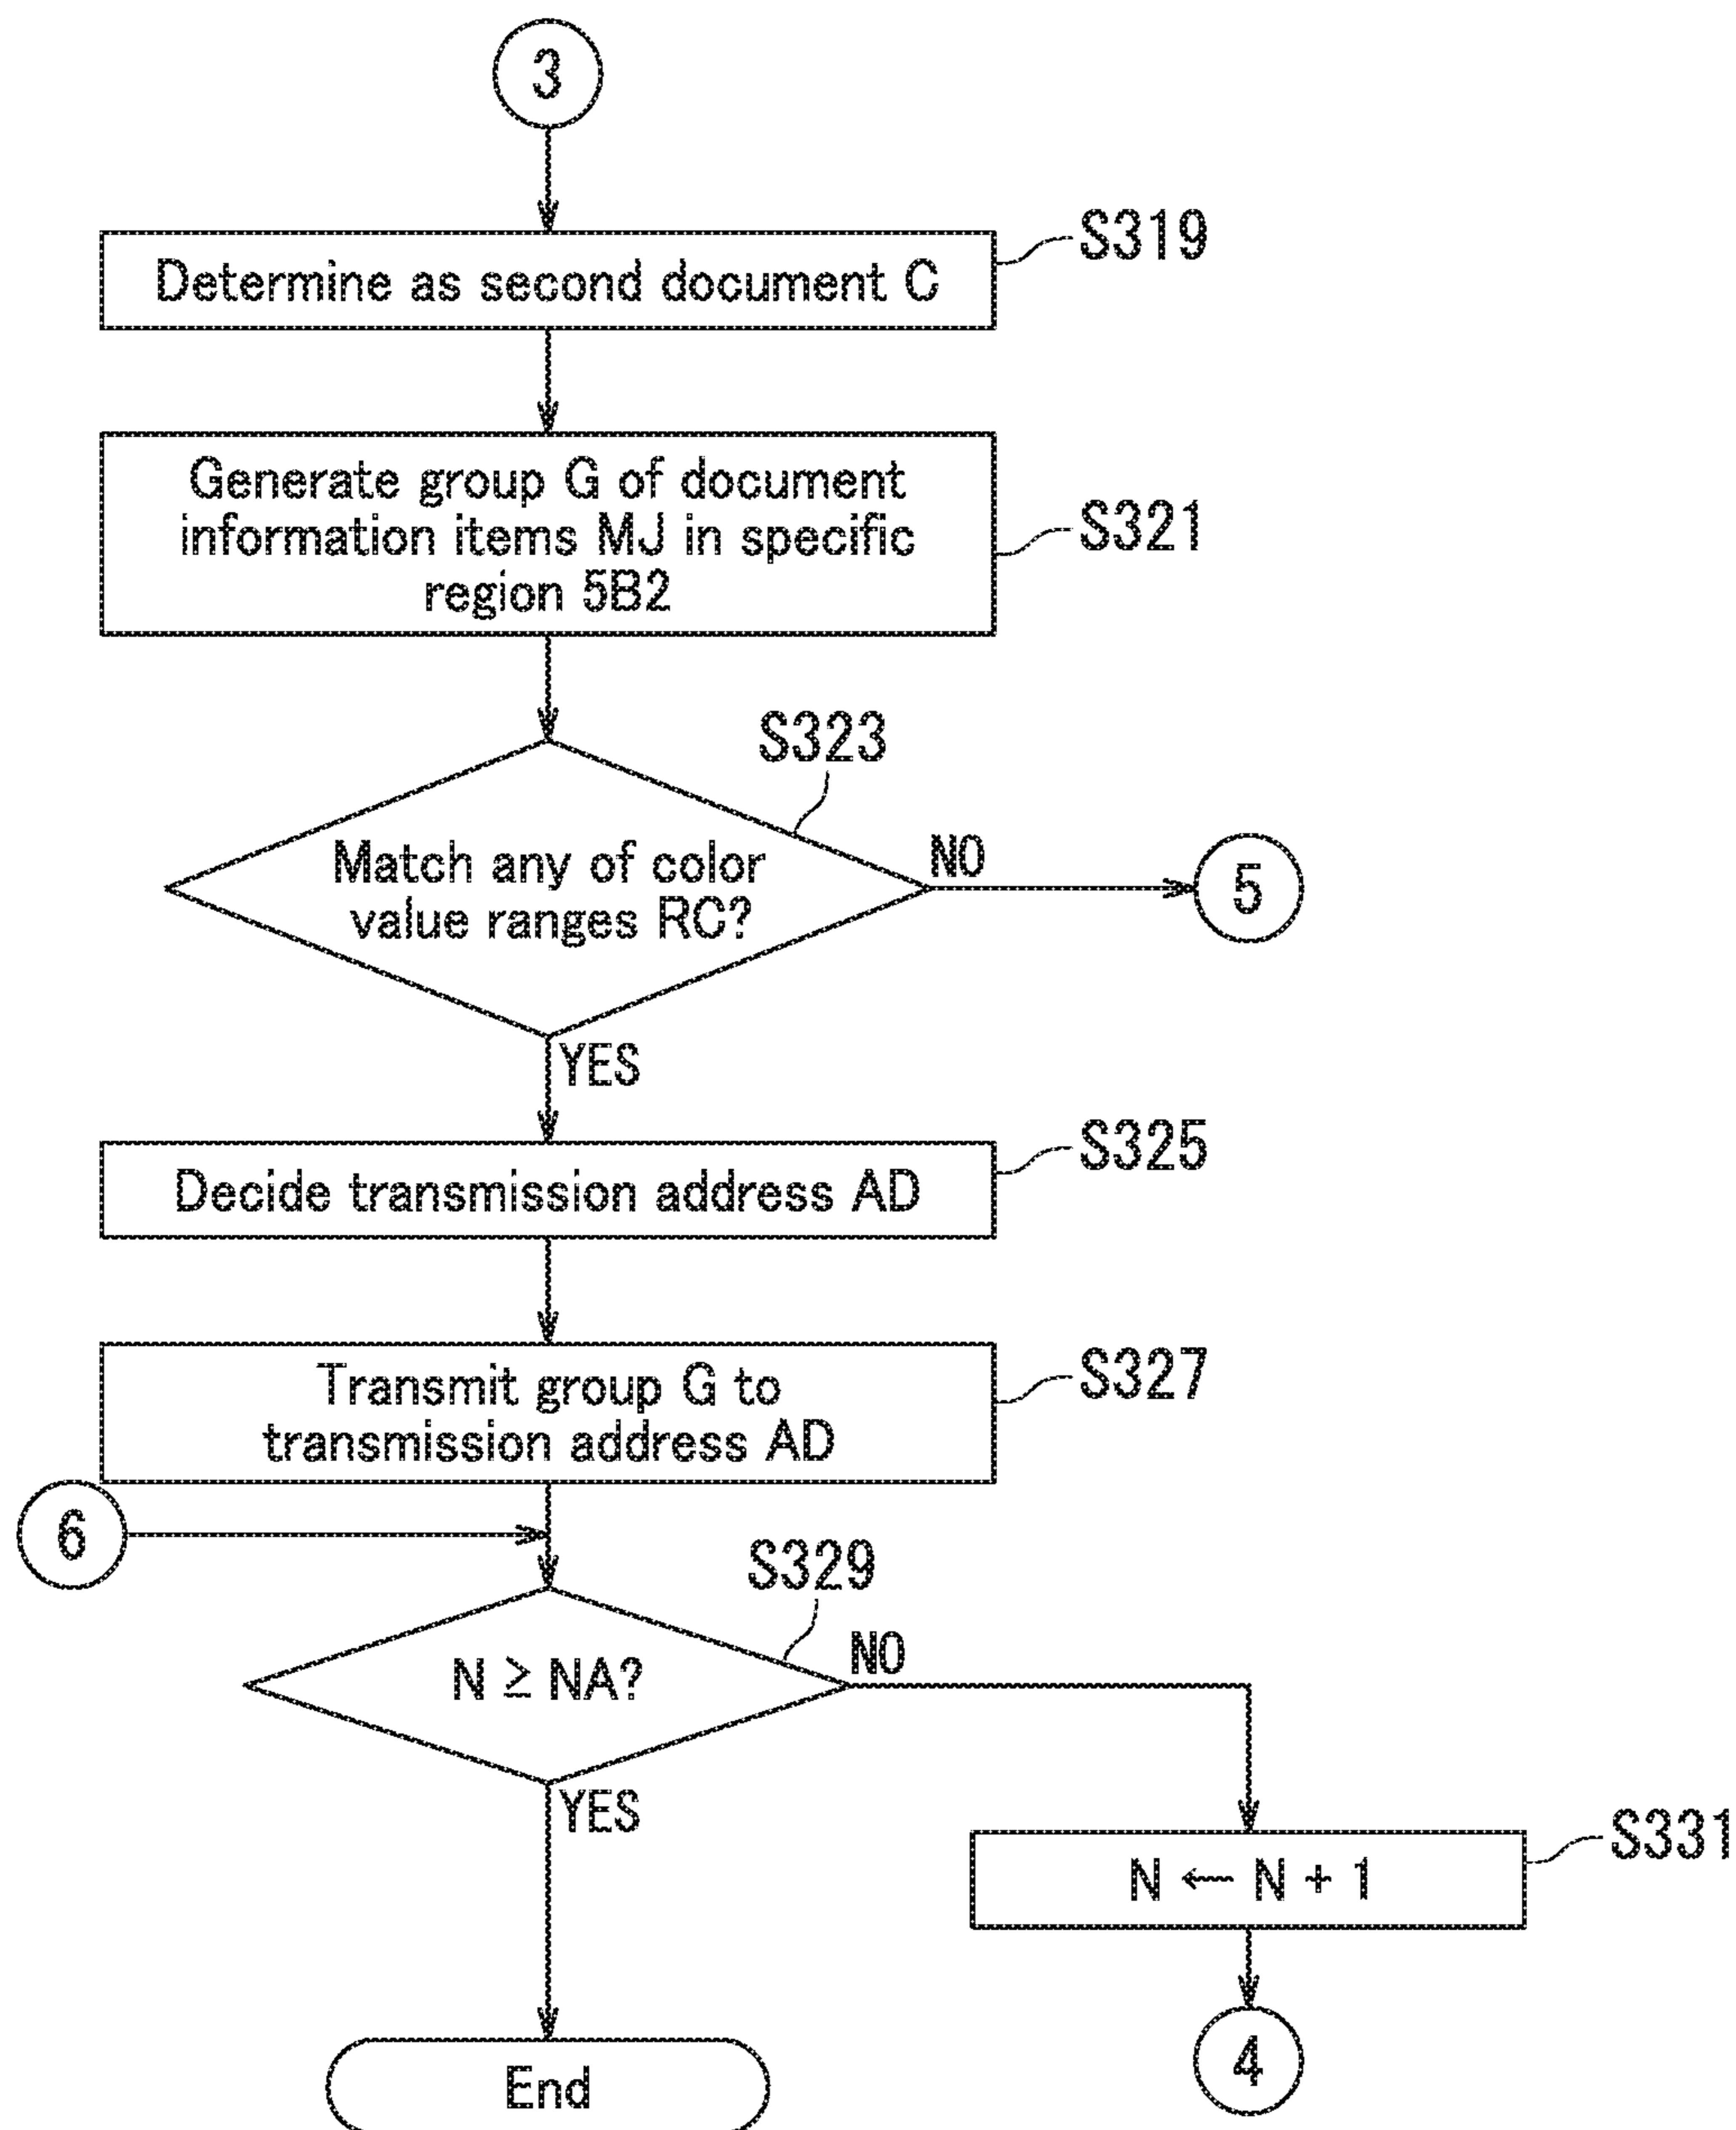 3
S319
Determine as second document C
Generate group G of document
information items MJ in specific
region 5B2
S321
S323
Match any of color
value ranges RC?
NO
5
YES
S325
Decide transmission address AD
S327
Transmit group G to
transmission address AD
6
S329
N ≥ NA?
NO
YES
S331
N ← N + 1
End
4